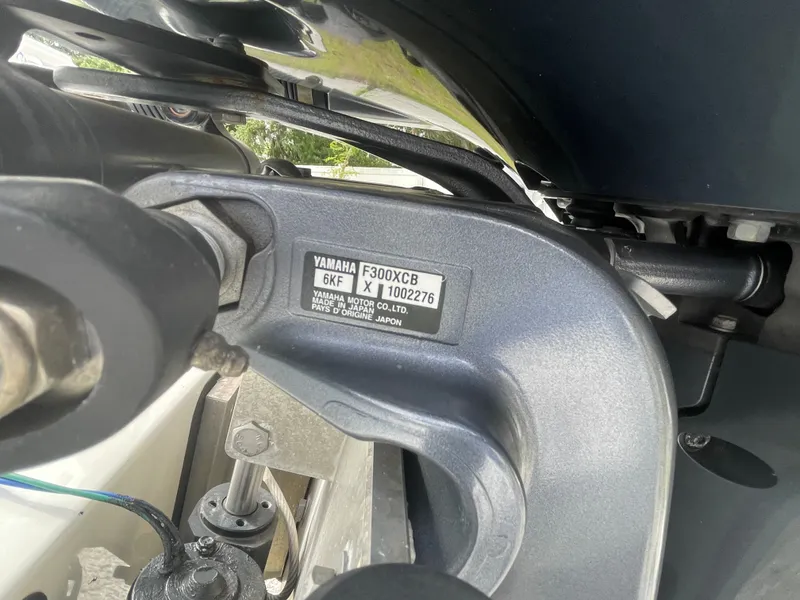 YAMAHA F300XCB
6KF X 1002276
YAMAHA MOTOR CO.,LTD.
MADE IN JAPAN
PAYS D'ORIGINE JAPON